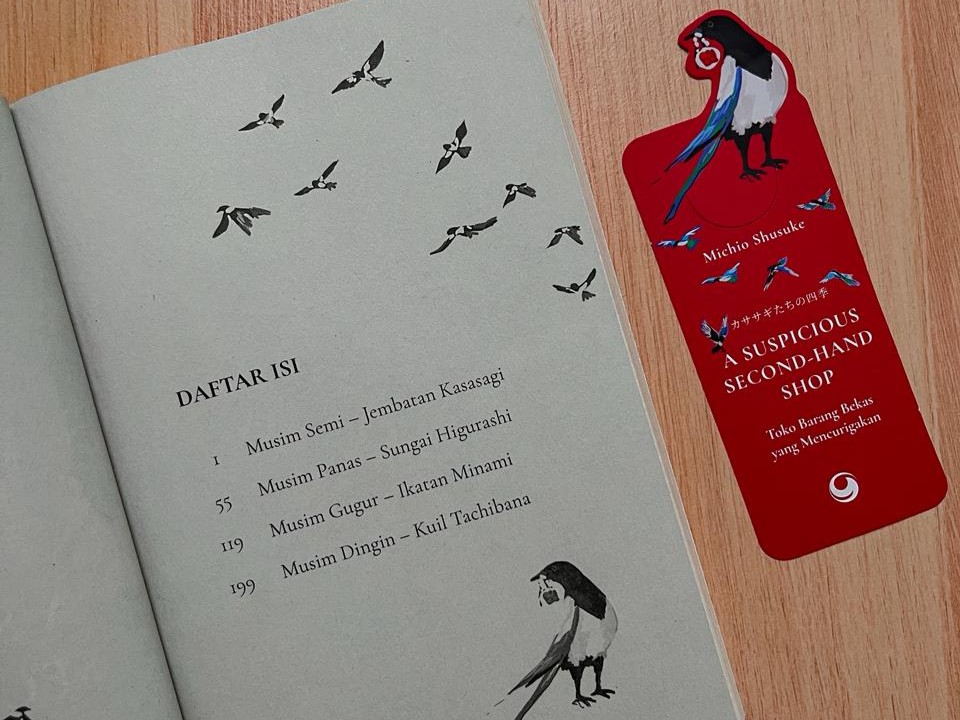 DAFTAR ISI
1 Musim Semi – Jembatan Kasasagi
55 Musim Panas – Sungai Higurashi
119 Musim Gugur – Ikatan Minami
199 Musim Dingin – Kuil Tachibana
Michio Shusuke
カササギたちの四季
A SUSPICIOUS
SECOND-HAND
SHOP
Toko Barang Bekas
yang Mencurigakan